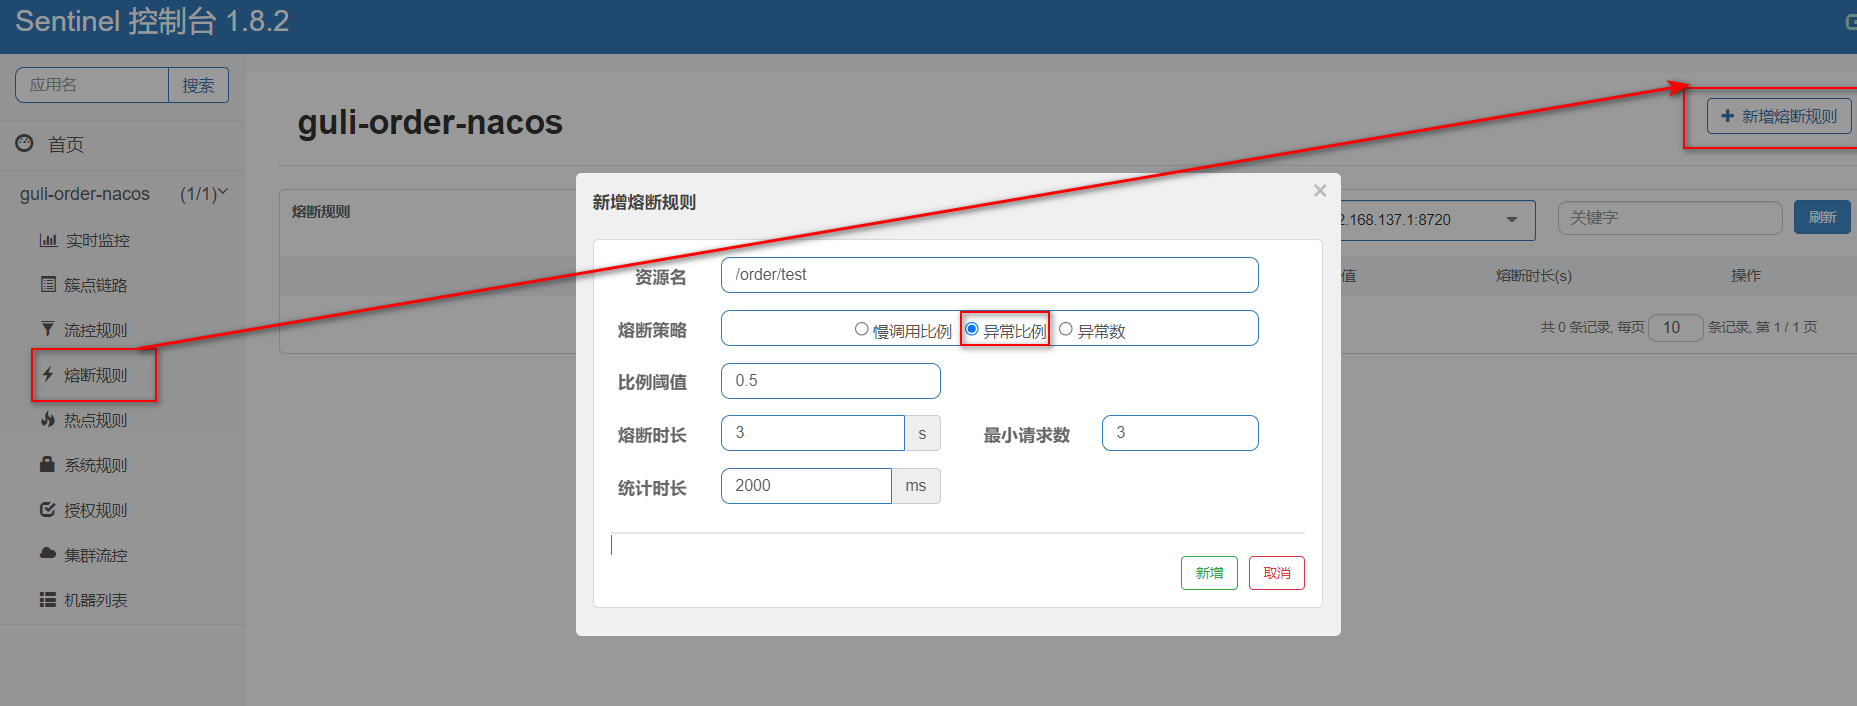 Sentinel 控制台 1.8.2
应用名 搜索
首页
guli-order-nacos (1/1)
实时监控
簇点链路
流控规则
熔断规则
热点规则
系统规则
授权规则
集群流控
机器列表
guli-order-nacos
新增熔断规则
熔断规则
2.168.137.1:8720 关键字 刷新
值 熔断时长(s) 操作
共 0 条记录, 每页 10 条记录, 第 1 / 1 页
新增熔断规则 ×
资源名 /order/test
熔断策略 慢调用比例 异常比例 异常数
比例阈值 0.5
熔断时长 3 s 最小请求数 3
统计时长 2000 ms
新增 取消